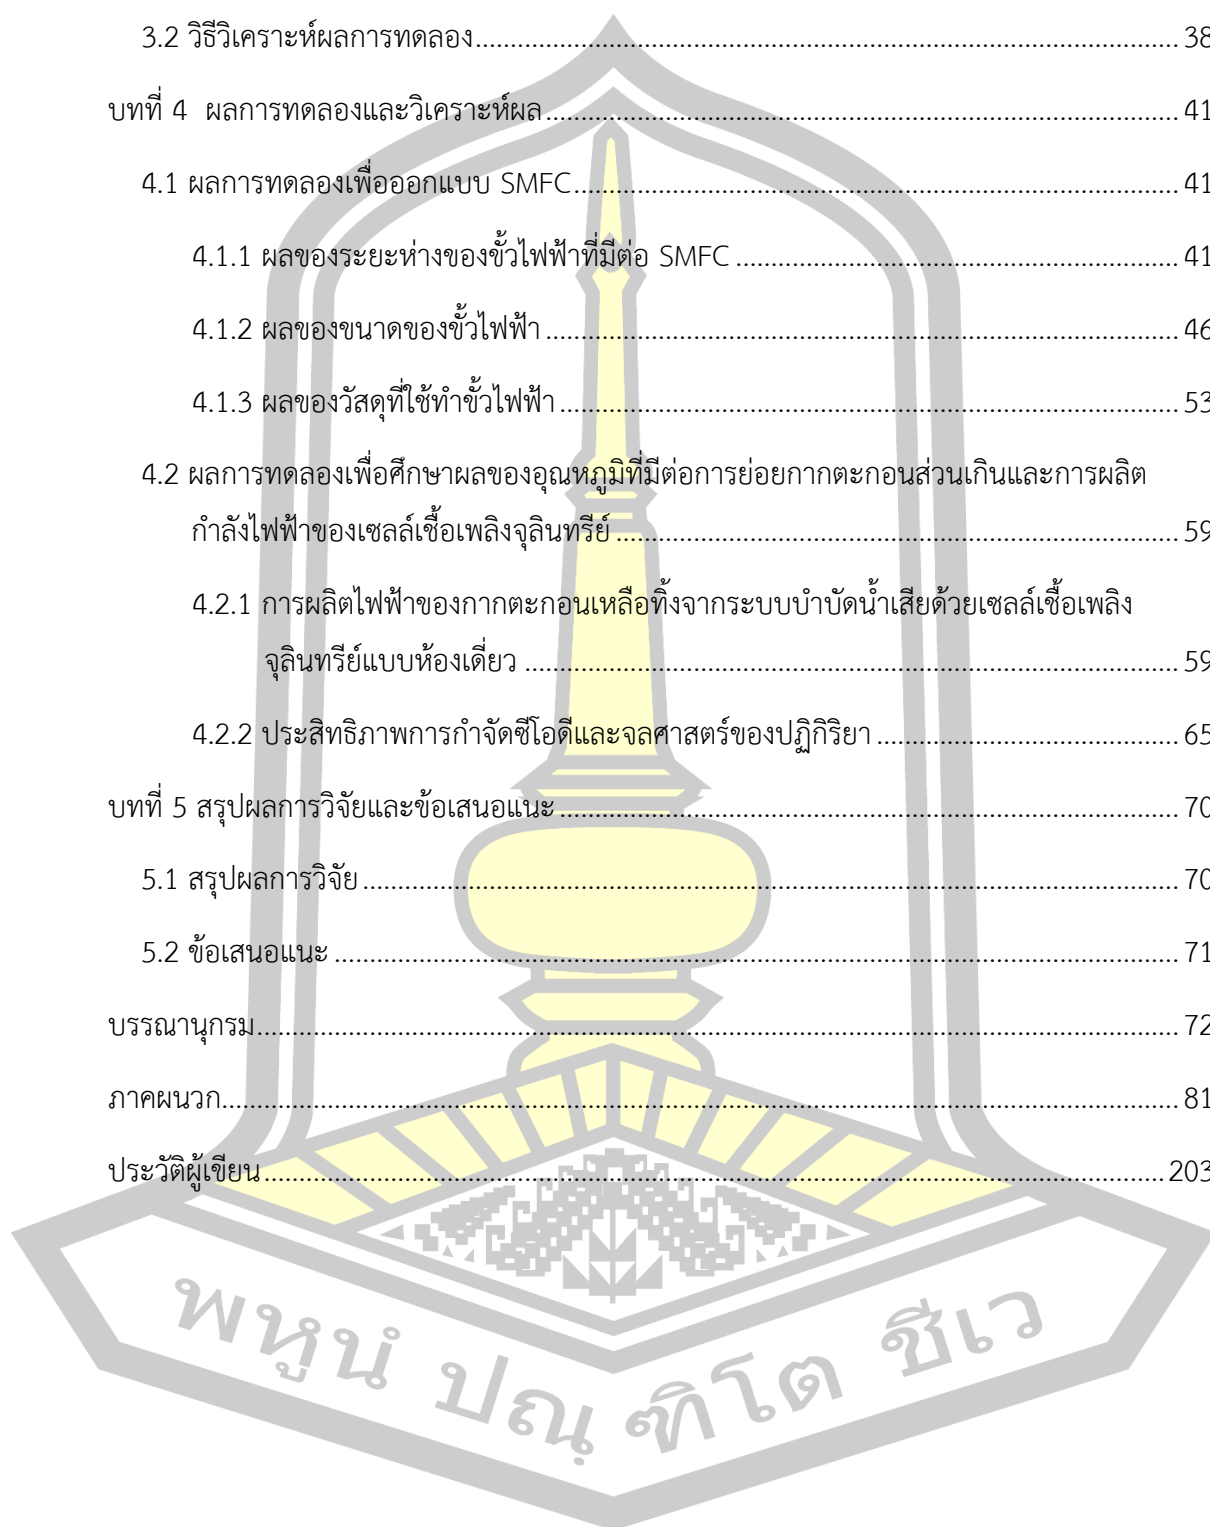 3.2 วิธีวิเคราะห์ผลการทดลอง 38
บทที่ 4 ผลการทดลองและวิเคราะห์ผล 41
4.1 ผลการทดลองเพื่อออกแบบ SMFC 41
4.1.1 ผลของระยะห่างของขั้วไฟฟ้าที่มีต่อ SMFC 41
4.1.2 ผลของขนาดของขั้วไฟฟ้า 46
4.1.3 ผลของวัสดุที่ใช้ทำขั้วไฟฟ้า 53
4.2 ผลการทดลองเพื่อศึกษาผลของอุณหภูมิที่มีต่อการย่อยกากตะกอนส่วนเกินและการผลิต
กำลังไฟฟ้าของเซลล์เชื้อเพลิงจุลินทรีย์ 59
4.2.1 การผลิตไฟฟ้าของกากตะกอนเหลือทิ้งจากระบบบำบัดน้ำเสียด้วยเซลล์เชื้อเพลิง
จุลินทรีย์แบบห้องเดี่ยว 59
4.2.2 ประสิทธิภาพการกำจัดซีโอดีและจลศาสตร์ของปฏิกิริยา 65
บทที่ 5 สรุปผลการวิจัยและข้อเสนอแนะ 70
5.1 สรุปผลการวิจัย 70
5.2 ข้อเสนอแนะ 71
บรรณานุกรม 72
ภาคผนวก 81
ประวัติผู้เขียน 203
พหูนํ ปณฺ ฑิโต ชีเว